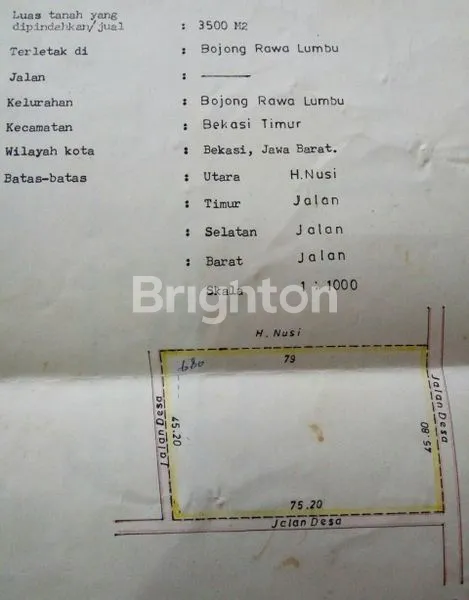 Luas tanah yang
dipindahkan/jual : 3500 M2
Terletak di : Bojong Rawa Lumbu
Jalan : ———
Kelurahan : Bojong Rawa Lumbu
Kecamatan : Bekasi Timur
Wilayah kota : Bekasi, Jawa Barat.
Batas-batas : Utara H.Nusi
: Timur Jalan
: Selatan Jalan
: Barat Jalan
Skala 1 : 1000
Brighton
H. Nusi
79
Jalan Desa
45.20
45.80
Jalan Desa
75.20
Jalan Desa